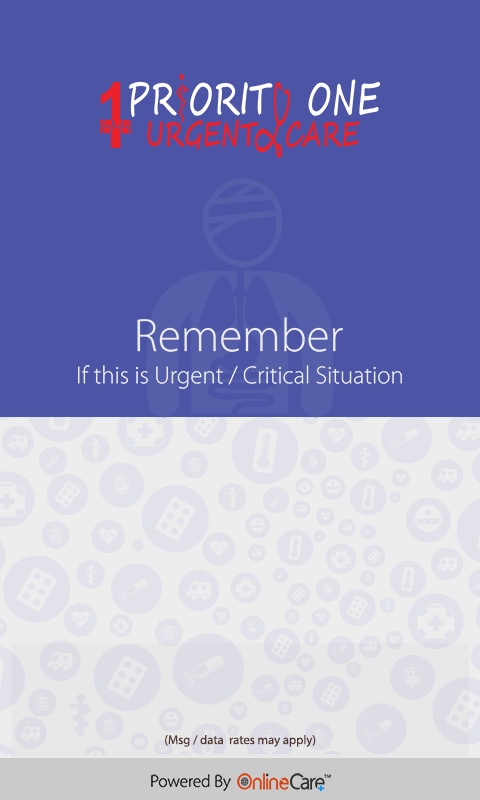 1 PRIORITY ONE
URGENT CARE
Remember
If this is Urgent / Critical Situation
(Msg / data rates may apply)
Powered By OnlineCare™